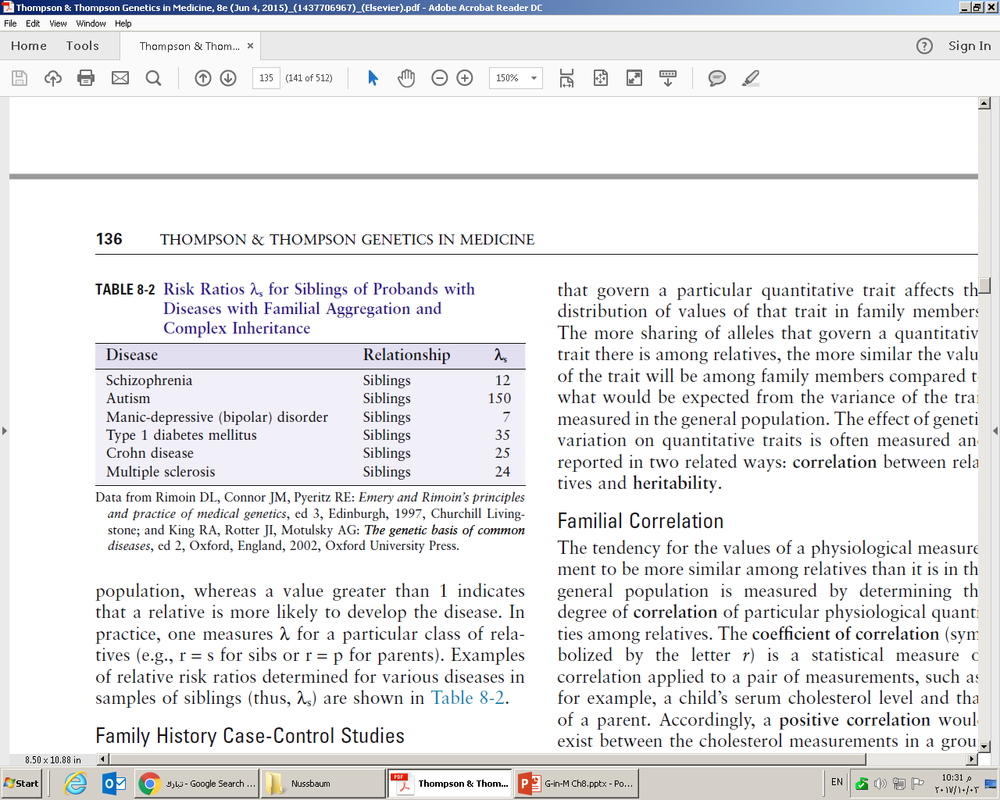 Thompson & Thompson Genetics in Medicine, 8e (Jun 4, 2015)_(1437706967)_(Elsevier).pdf - Adobe Acrobat Reader DC
File Edit View Window Help
Home Tools Thompson & Thom... × Sign In
135 (141 of 512) 150%
136 THOMPSON & THOMPSON GENETICS IN MEDICINE
TABLE 8-2 Risk Ratios λs for Siblings of Probands with
Diseases with Familial Aggregation and
Complex Inheritance
Disease Relationship λs
Schizophrenia Siblings 12
Autism Siblings 150
Manic-depressive (bipolar) disorder Siblings 7
Type 1 diabetes mellitus Siblings 35
Crohn disease Siblings 25
Multiple sclerosis Siblings 24
Data from Rimoin DL, Connor JM, Pyeritz RE: Emery and Rimoin's principles
and practice of medical genetics, ed 3, Edinburgh, 1997, Churchill Living-
stone; and King RA, Rotter JI, Motulsky AG: The genetic basis of common
diseases, ed 2, Oxford, England, 2002, Oxford University Press.
population, whereas a value greater than 1 indicates
that a relative is more likely to develop the disease. In
practice, one measures λ for a particular class of rela-
tives (e.g., r = s for sibs or r = p for parents). Examples
of relative risk ratios determined for various diseases in
samples of siblings (thus, λs) are shown in Table 8-2.
Family History Case-Control Studies
that govern a particular quantitative trait affects th
distribution of values of that trait in family members
The more sharing of alleles that govern a quantitativ
trait there is among relatives, the more similar the valu
of the trait will be among family members compared t
what would be expected from the variance of the trai
measured in the general population. The effect of geneti
variation on quantitative traits is often measured an
reported in two related ways: correlation between rela
tives and heritability.
Familial Correlation
The tendency for the values of a physiological measure
ment to be more similar among relatives than it is in th
general population is measured by determining th
degree of correlation of particular physiological quanti
ties among relatives. The coefficient of correlation (sym
bolized by the letter r) is a statistical measure o
correlation applied to a pair of measurements, such as
for example, a child's serum cholesterol level and tha
of a parent. Accordingly, a positive correlation woul
exist between the cholesterol measurements in a grou
8.50 x 10.88 in
Start تبارك - Google Search ... Nussbaum Thompson & Thom... G-in-M Ch8.pptx - Po... EN 10:31 م
٢٠١٧/١٠/٠٣